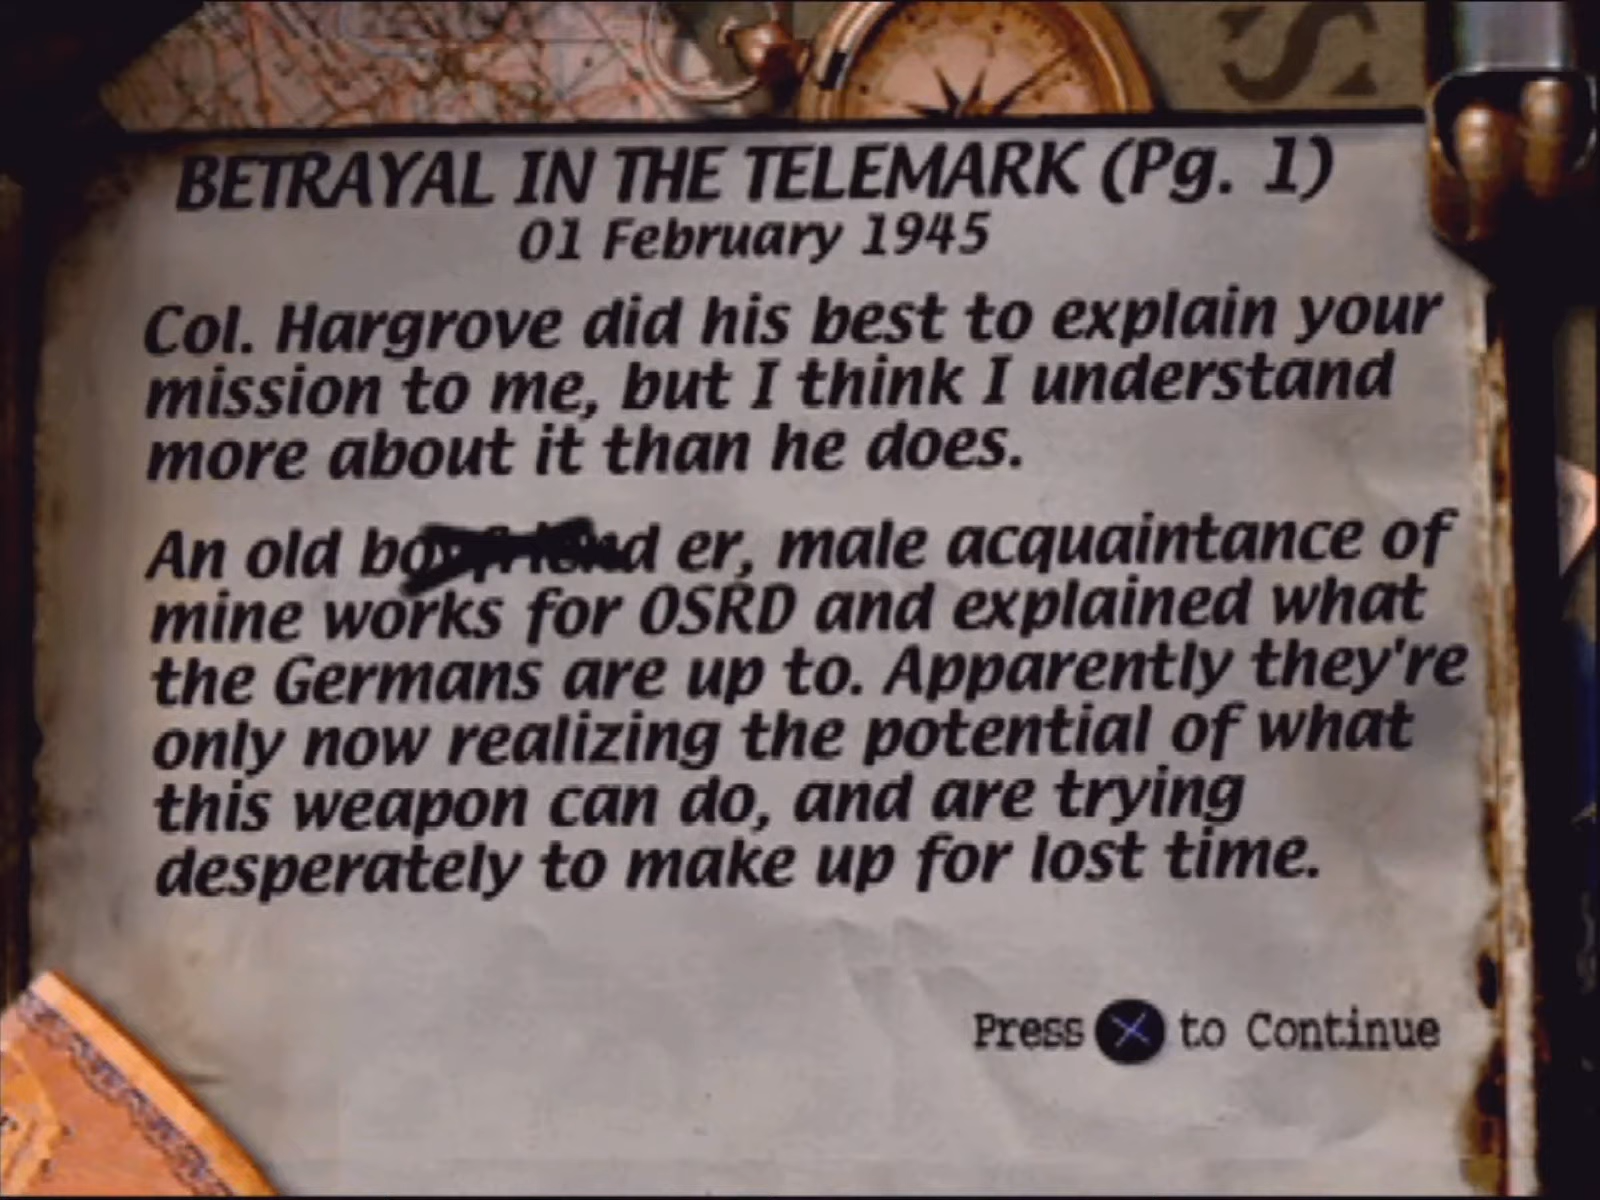 BETRAYAL IN THE TELEMARK (Pg. 1)
01 February 1945
Col. Hargrove did his best to explain your
mission to me, but I think I understand
more about it than he does.
An old boyfriend er, male acquaintance of
mine works for OSRD and explained what
the Germans are up to. Apparently they're
only now realizing the potential of what
this weapon can do, and are trying
desperately to make up for lost time.
Press X to Continue